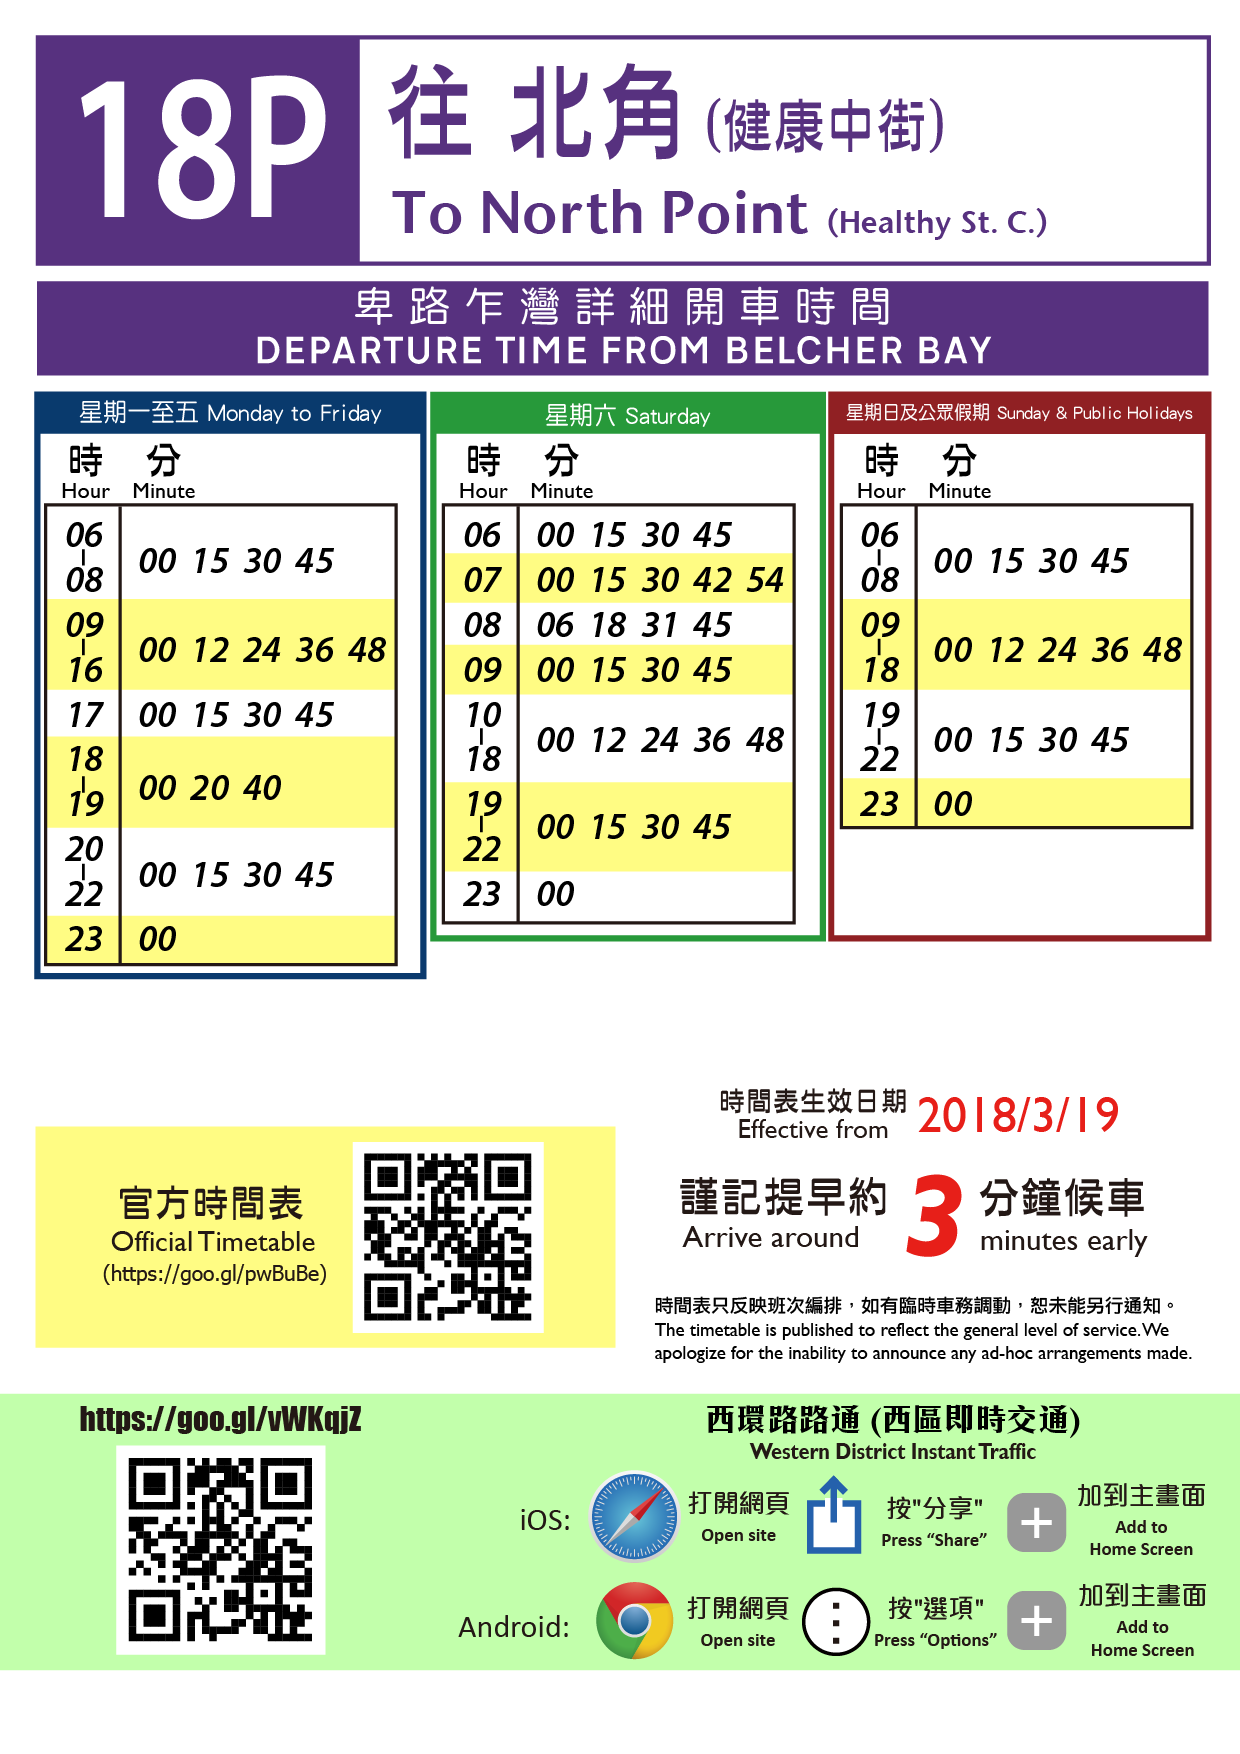 18P
往 北角 (健康中街)
To North Point (Healthy St. C.)
卑路乍灣詳細開車時間
DEPARTURE TIME FROM BELCHER BAY
星期一至五 Monday to Friday
時 分
Hour Minute
06
|
08
00 15 30 45
09
|
16
00 12 24 36 48
17 00 15 30 45
18
|
19
00 20 40
20
|
22
00 15 30 45
23 00
星期六 Saturday
時 分
Hour Minute
06 00 15 30 45
07 00 15 30 42 54
08 06 18 31 45
09 00 15 30 45
10
|
18
00 12 24 36 48
19
|
22
00 15 30 45
23 00
星期日及公眾假期 Sunday & Public Holidays
時 分
Hour Minute
06
|
08
00 15 30 45
09
|
18
00 12 24 36 48
19
|
22
00 15 30 45
23 00
時間表生效日期
Effective from
2018/3/19
官方時間表
Official Timetable
(https://goo.gl/pwBuBe)
謹記提早約 3 分鐘候車
Arrive around minutes early
時間表只反映班次編排，如有臨時車務調動，恕未能另行通知。
The timetable is published to reflect the general level of service. We
apologize for the inability to announce any ad-hoc arrangements made.
https://goo.gl/vWKqjZ
西環路路通 (西區即時交通)
Western District Instant Traffic
iOS:
打開網頁
Open site
按"分享"
Press “Share”
加到主畫面
Add to
Home Screen
Android:
打開網頁
Open site
按"選項"
Press “Options”
加到主畫面
Add to
Home Screen